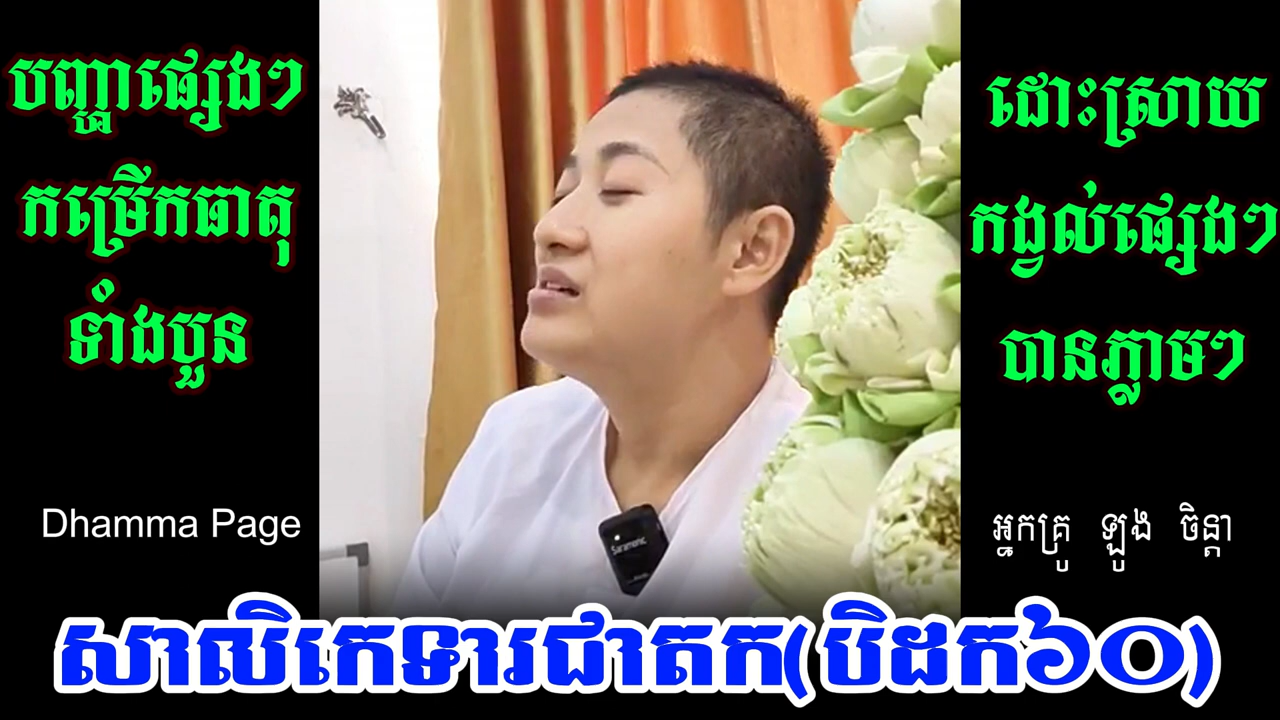 បញ្ហាផ្សេងៗ
កម្រើកធាតុ
ទាំងបួន
ដោះស្រាយ
កង្វល់ផ្សេងៗ
បានភ្លាមៗ
Dhamma Page
អ្នកគ្រូ ឡុង ចិន្តា
Saramonic
សាលិកេទារជាតក(បិដក៦០)